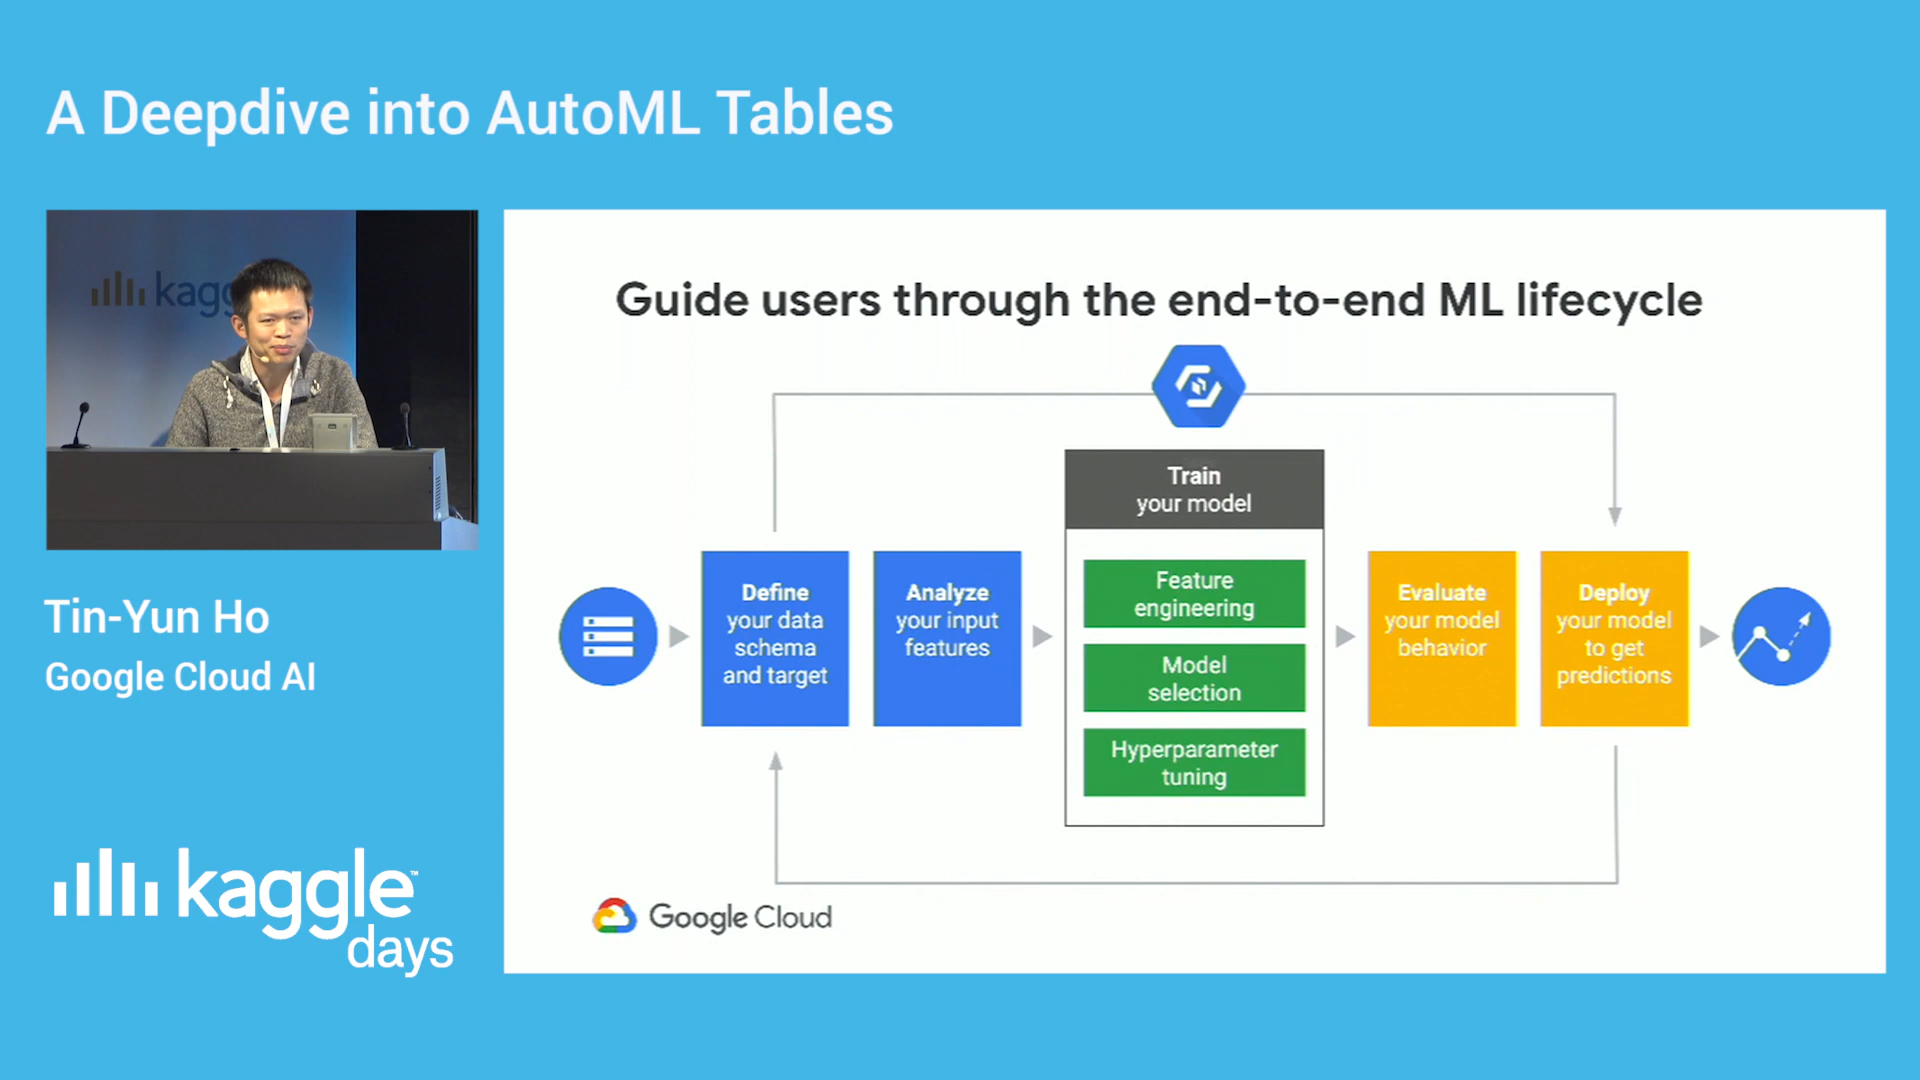 A Deepdive into AutoML Tables
kagg
Tin-Yun Ho
Google Cloud AI
kaggle™
days
Guide users through the end-to-end ML lifecycle
Define
your data
schema
and target
Analyze
your input
features
Train
your model
Feature
engineering
Model
selection
Hyperparameter
tuning
Evaluate
your model
behavior
Deploy
your model
to get
predictions
Google Cloud